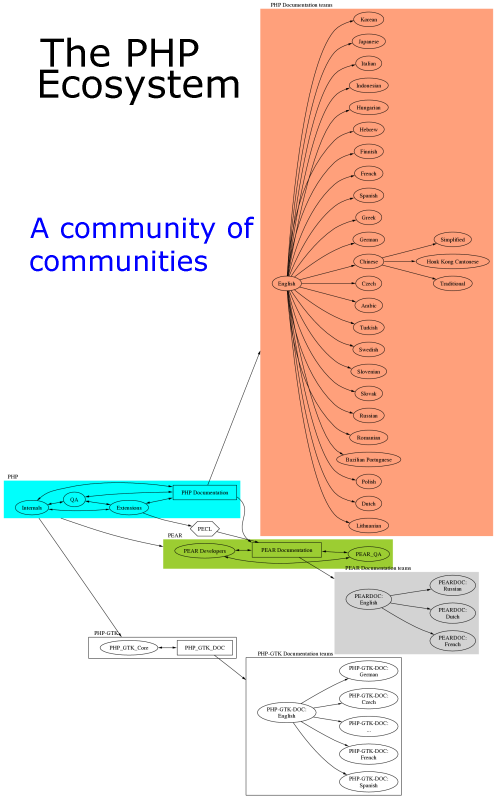 PHP Documentation teams
The PHP
Ecosystem
A community of
communities
Korean
Japanese
Italian
Indonesian
Hungarian
Hebrew
Finnish
French
Spanish
Greek
German
Chinese
Simplified
Honk Kong Cantonese
Traditional
English
Czech
Arabic
Turkish
Swedish
Slovenian
Slovak
Russian
Romanian
Bazilian Portuguese
Polish
Dutch
Lithuanian
PHP
PHP Documentation
QA
Internals
Extensions
PECL
PEAR
PEAR Developers
PEAR Documentation
PEAR_QA
PEAR Documentation teams
PEARDOC:
English
PEARDOC:
Russian
PEARDOC:
Dutch
PEARDOC:
French
PHP-GTK
PHP_GTK_Core
PHP_GTK_DOC
PHP-GTK Documentation teams
PHP-GTK-DOC:
English
PHP-GTK-DOC:
German
PHP-GTK-DOC:
Czech
PHP-GTK-DOC:
...
PHP-GTK-DOC:
French
PHP-GTK-DOC:
Spanish